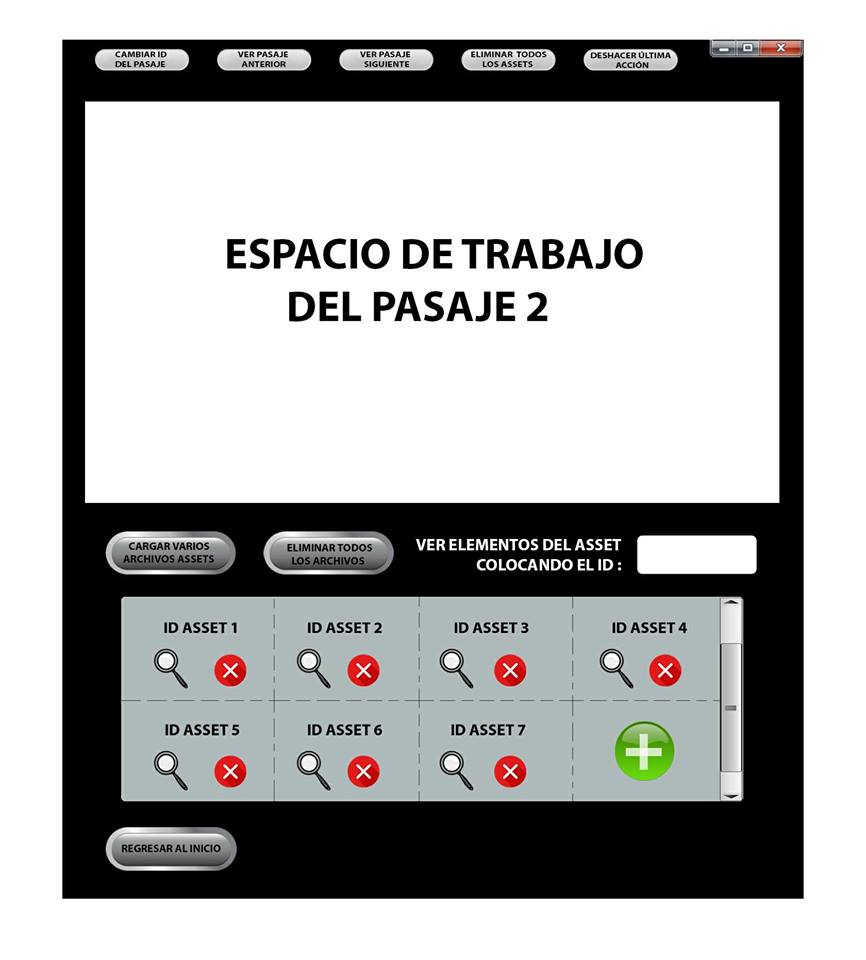 CAMBIAR ID
DEL PASAJE
VER PASAJE
ANTERIOR
VER PASAJE
SIGUIENTE
ELIMINAR TODOS
LOS ASSETS
DESHACER ÚLTIMA
ACCIÓN
ESPACIO DE TRABAJO
DEL PASAJE 2
CARGAR VARIOS
ARCHIVOS ASSETS
ELIMINAR TODOS
LOS ARCHIVOS
VER ELEMENTOS DEL ASSET
COLOCANDO EL ID :
ID ASSET 1
ID ASSET 2
ID ASSET 3
ID ASSET 4
ID ASSET 5
ID ASSET 6
ID ASSET 7
REGRESAR AL INICIO